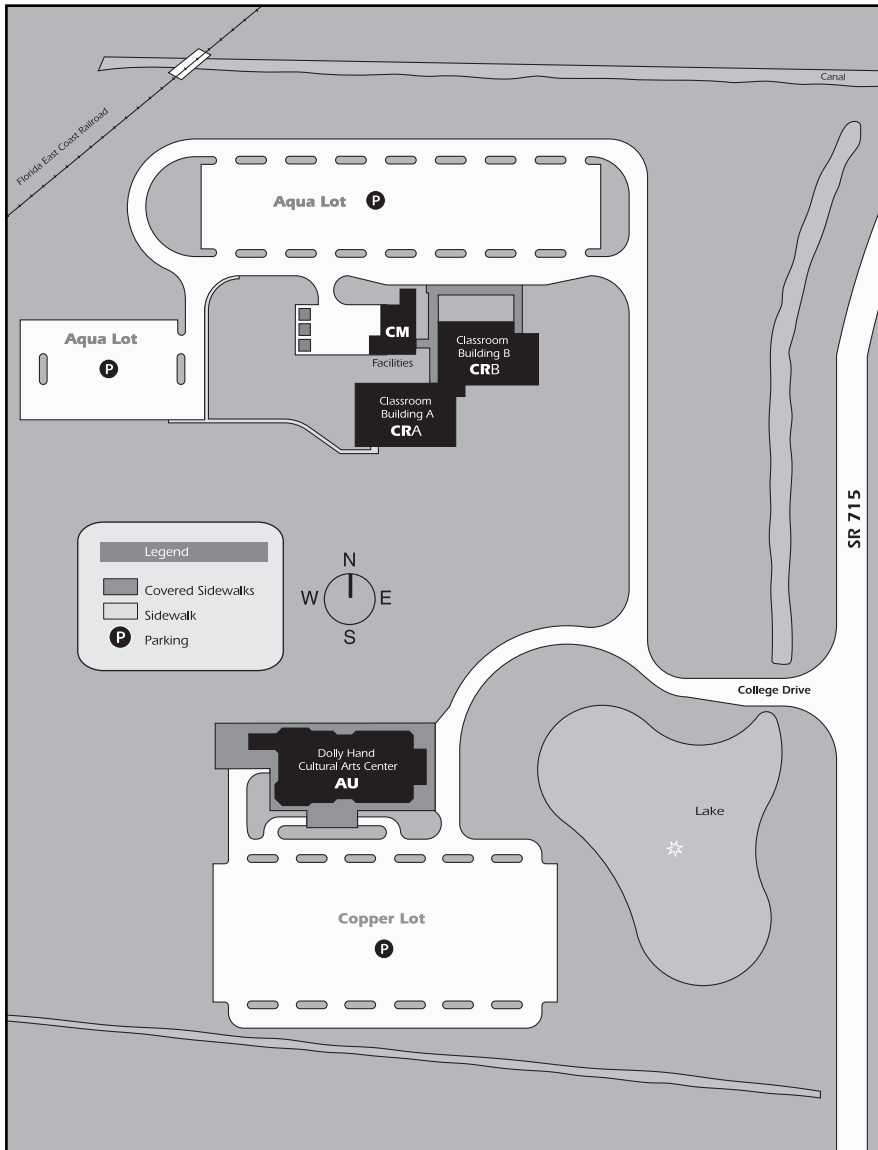 Canal
Florida East Coast Railroad
Aqua Lot
P
Aqua Lot
P
CM
Facilities
Classroom
Building B
CRB
Classroom
Building A
CRA
SR 715
Legend
Covered Sidewalks
Sidewalk
P Parking
N
W E
S
College Drive
Dolly Hand
Cultural Arts Center
AU
Lake
Copper Lot
P